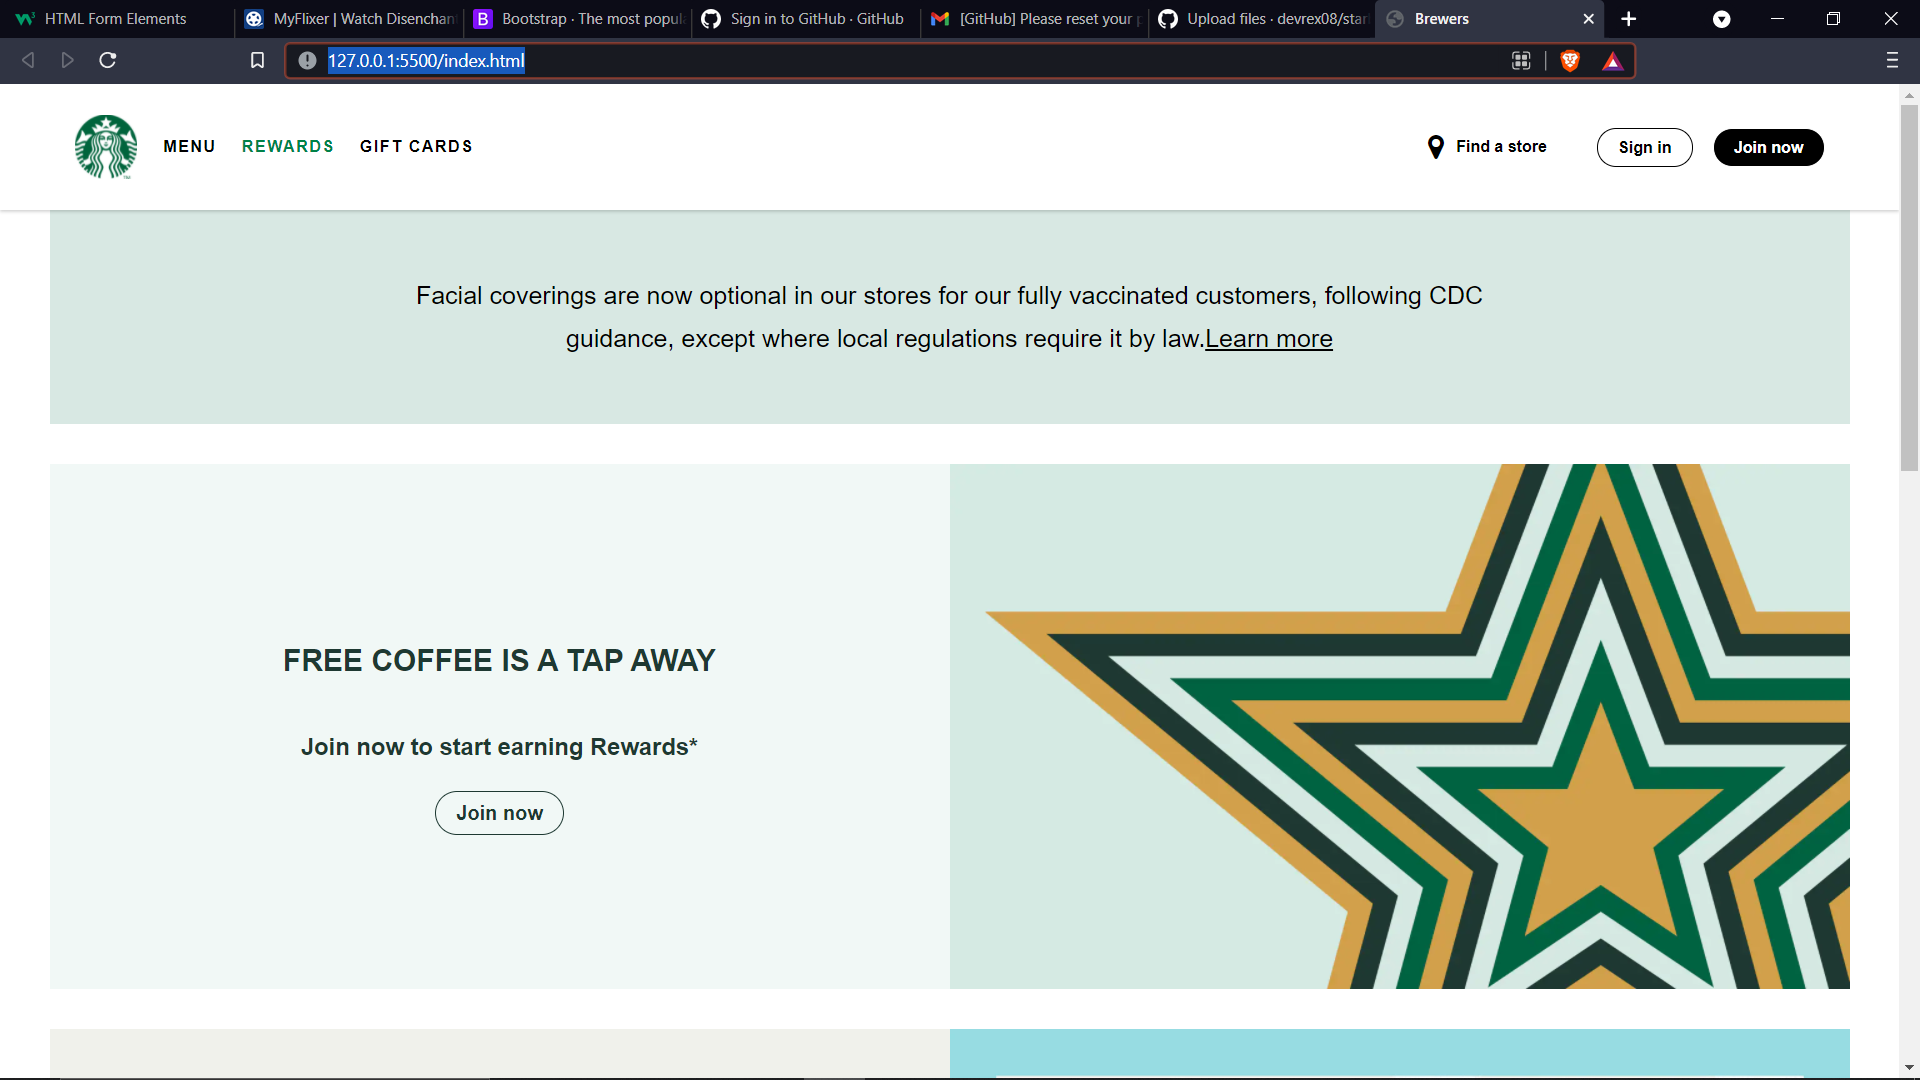 HTML Form Elements
MyFlixer | Watch Disenchan
Bootstrap · The most popul
Sign in to GitHub · GitHub
[GitHub] Please reset your p
Upload files · devrex08/star
Brewers
127.0.0.1:5500/index.html
MENU REWARDS GIFT CARDS
Find a store
Sign in
Join now
Facial coverings are now optional in our stores for our fully vaccinated customers, following CDC
guidance, except where local regulations require it by law.Learn more
FREE COFFEE IS A TAP AWAY
Join now to start earning Rewards*
Join now